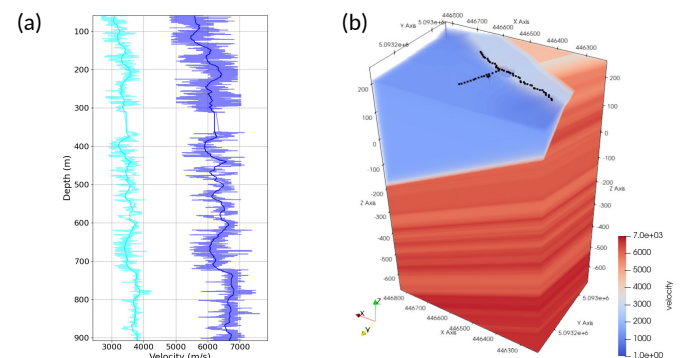 (a)
(b)
100
200
300
400
500
600
700
800
900
Depth (m)
3000 4000 5000 6000 7000
Velocity (m/s)
Y Axis
5.093e+6
5.0932e+6
446800
446700
X Axis
446600
446500
446400
446300
200
100
0
-100
-200
Z Axis
-300
-400
-500
-600
200
100
0
-100
-200
Z Axis
-300
-400
-500
-600
446800
446700
446600
X Axis
446500
446400
446300
5.093e+6
Y Axis
5.0932e+6
X
Y
Z
7.0e+03
6000
5000
4000
3000
2000
1000
1.0e+00
velocity